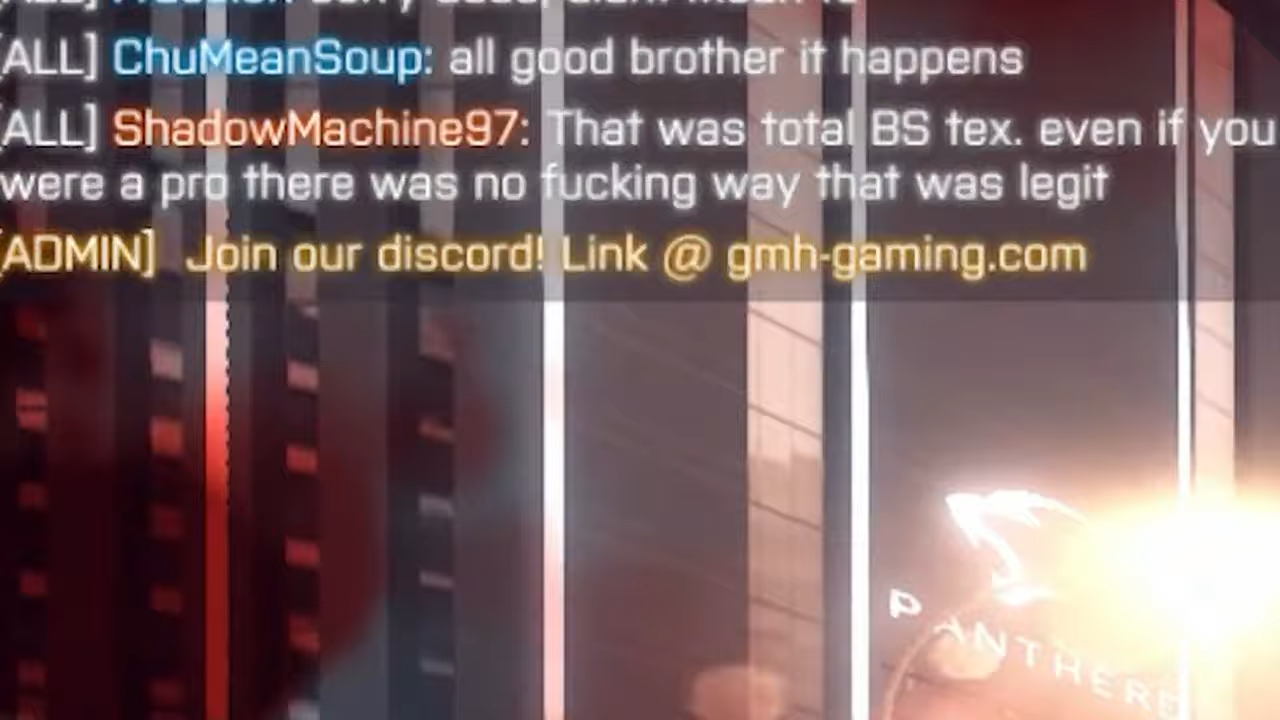 [ALL] ChuMeanSoup: all good brother it happens
[ALL] ShadowMachine97: That was total BS tex. even if you
were a pro there was no fucking way that was legit
[ADMIN] Join our discord! Link @ gmh-gaming.com
PANTHERE